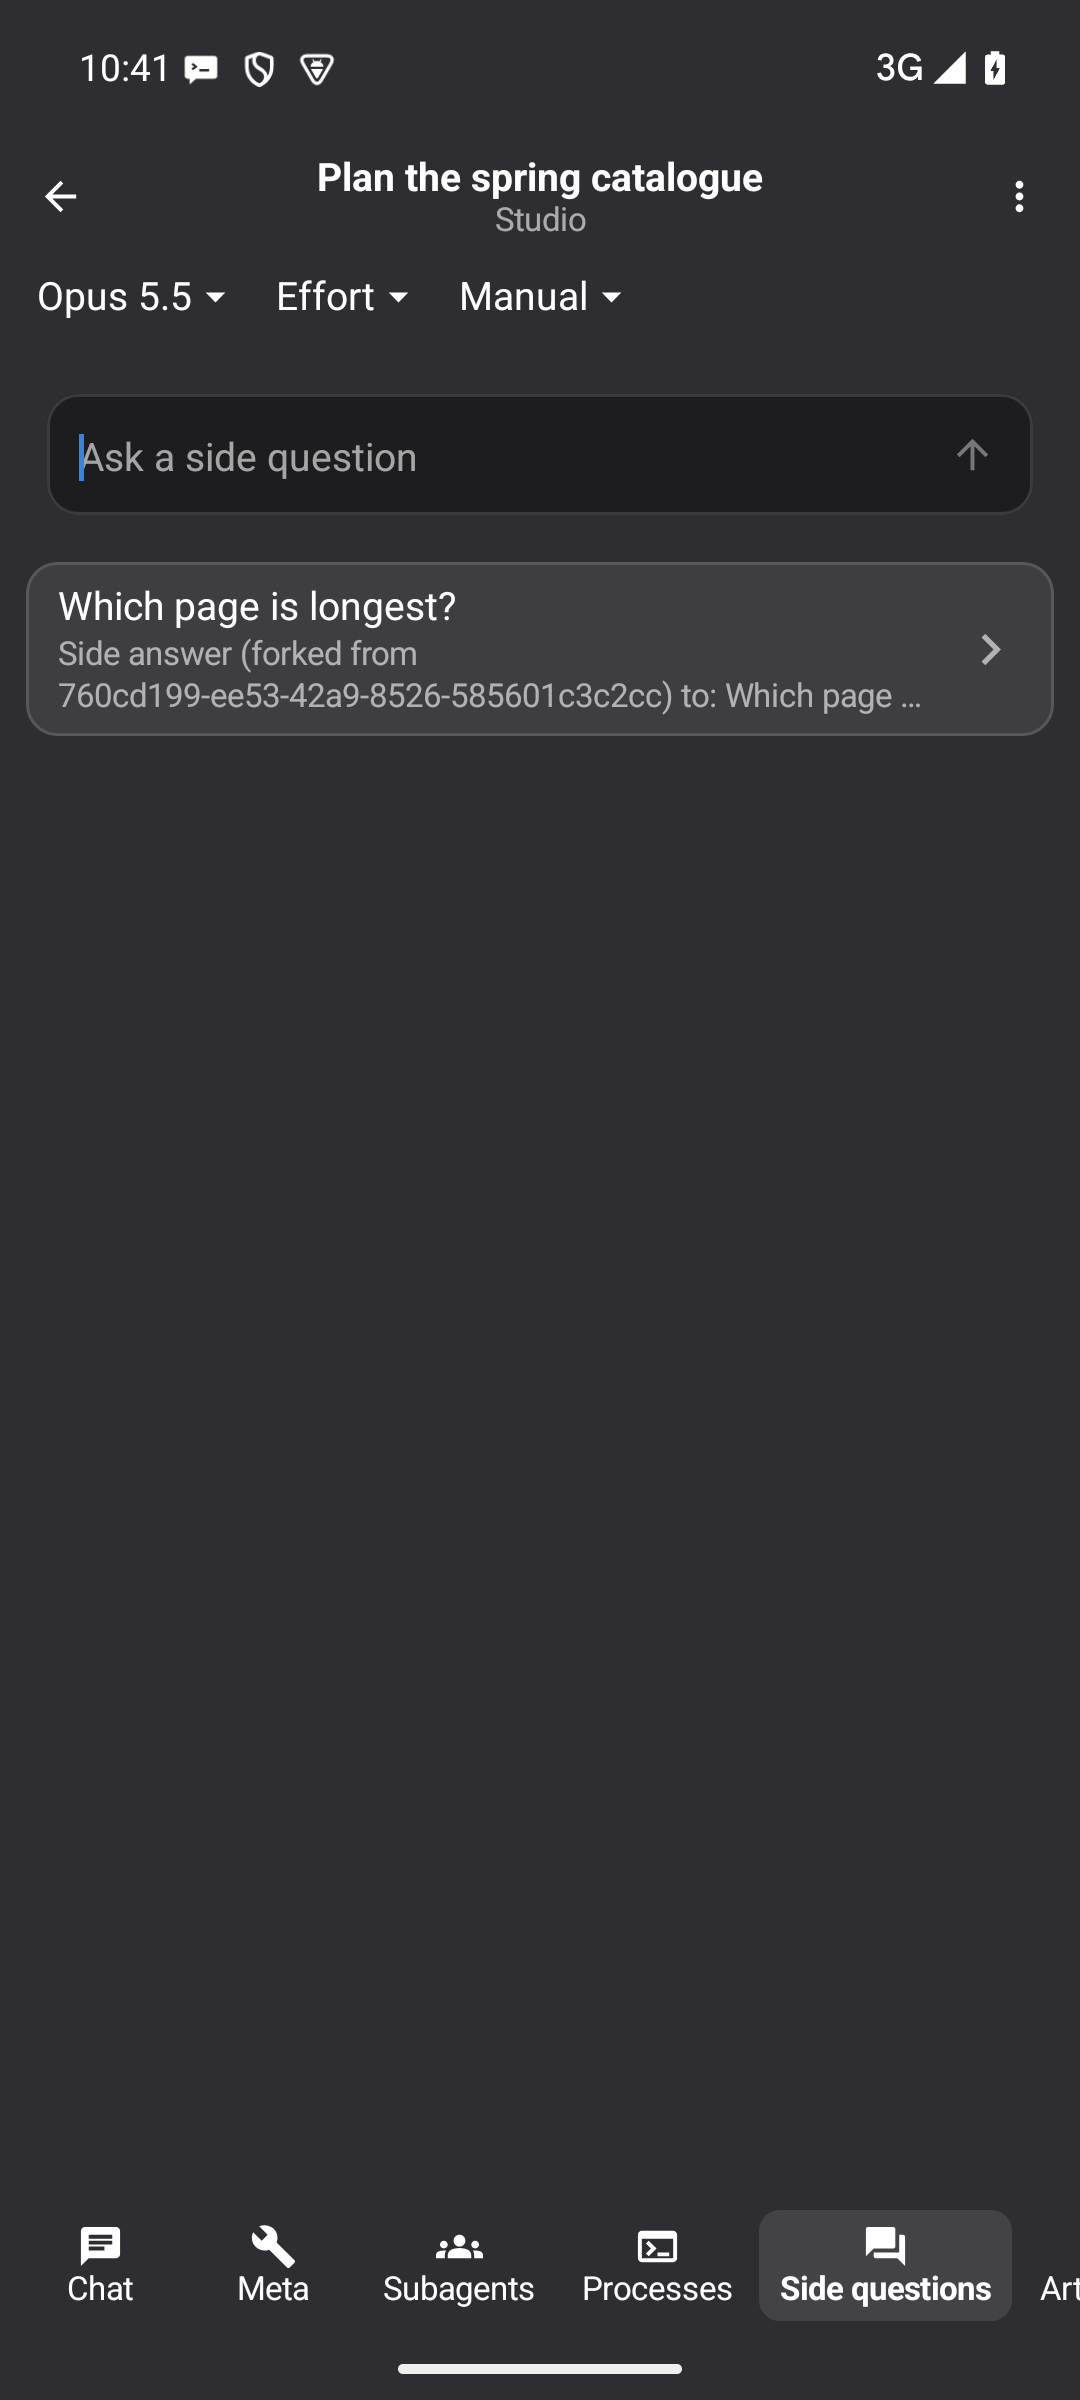 10:41
3G
Plan the spring catalogue
Studio
Opus 5.5
Effort
Manual
Ask a side question
Which page is longest?
Side answer (forked from
760cd199-ee53-42a9-8526-585601c3c2cc) to: Which page ...
Chat
Meta
Subagents
Processes
Side questions
Art